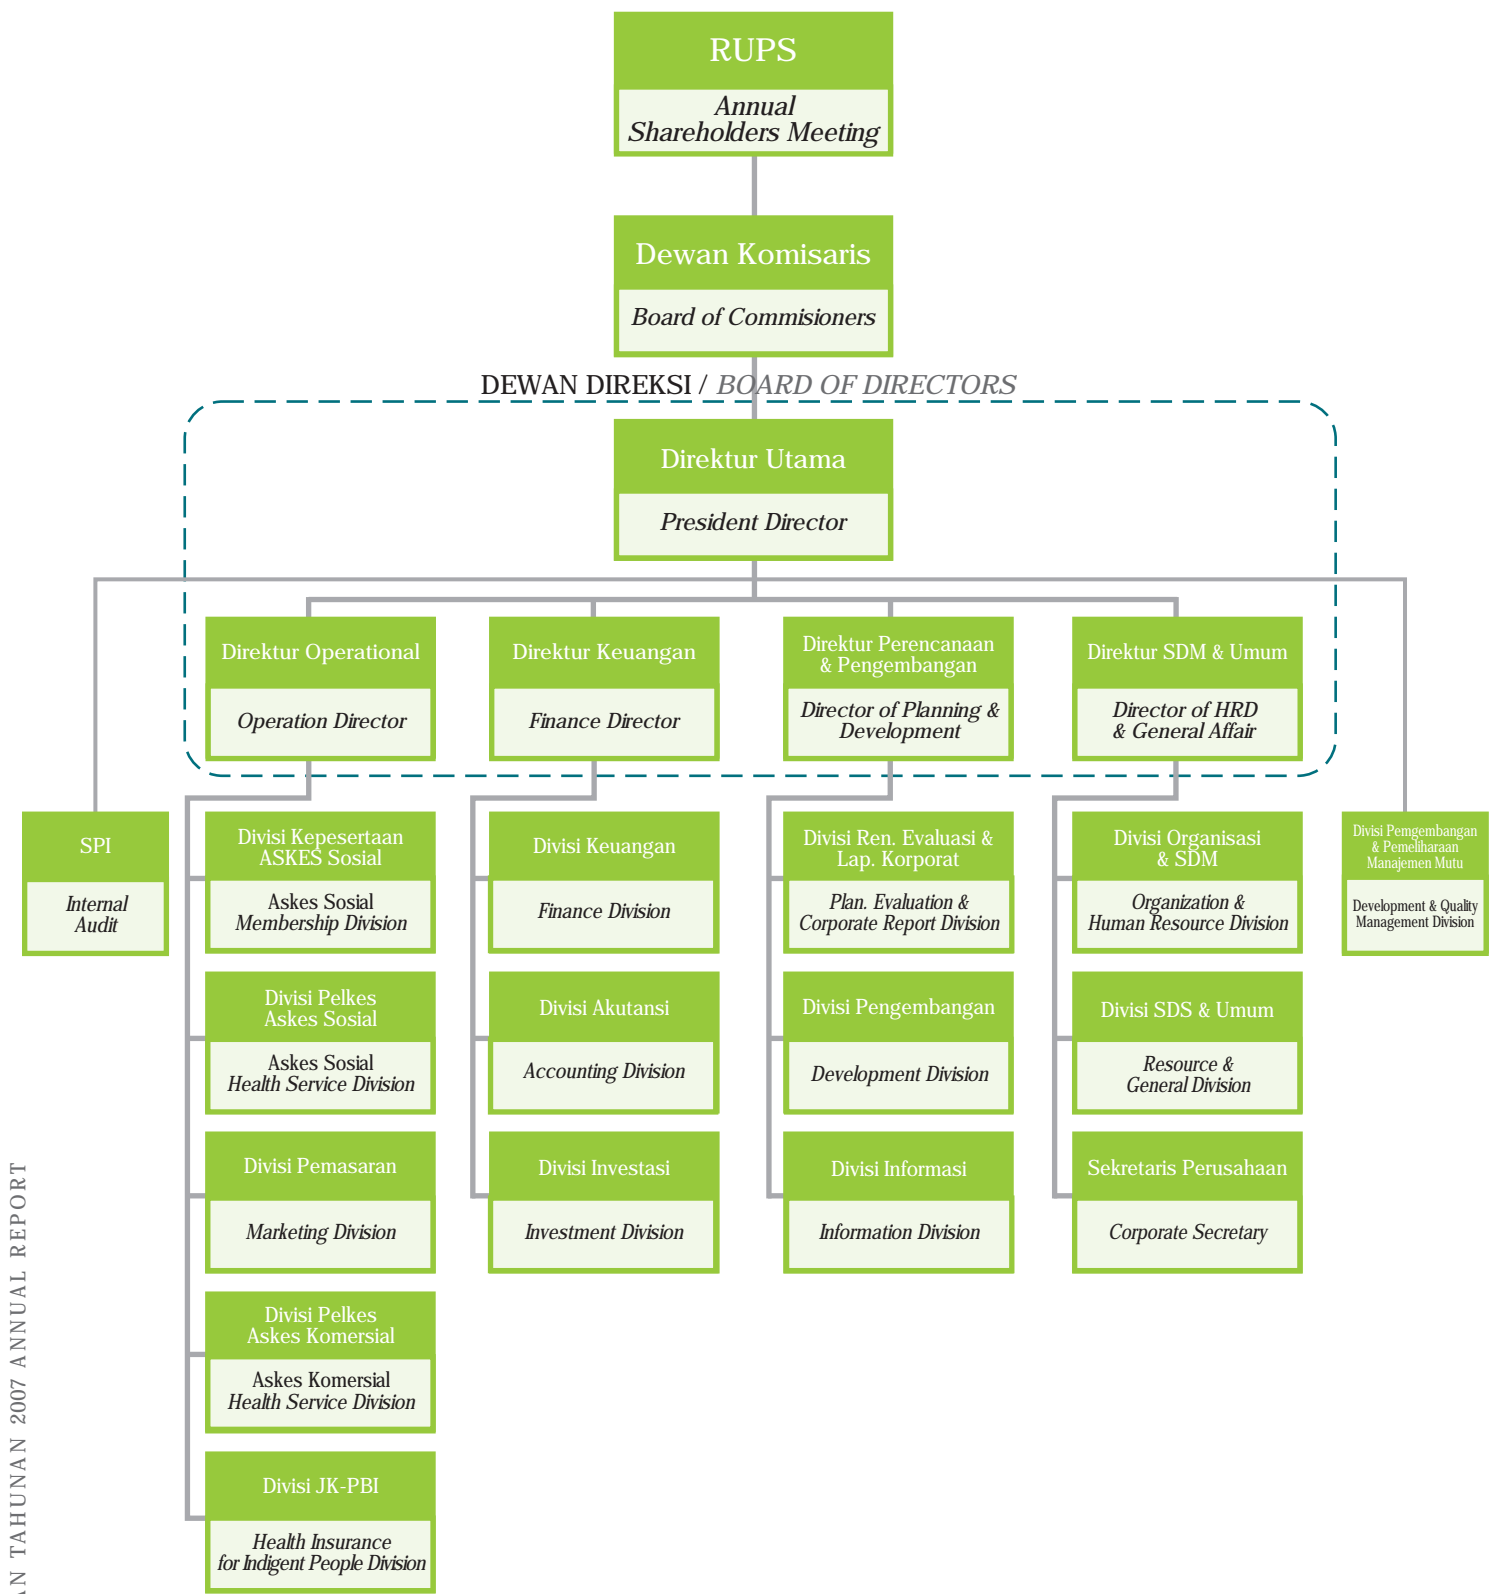 RUPS
Annual
Shareholders Meeting
Dewan Komisaris
Board of Commisioners
DEWAN DIREKSI / BOARD OF DIRECTORS
Direktur Utama
President Director
Direktur Operational
Operation Director
Direktur Keuangan
Finance Director
Direktur Perencanaan
& Pengembangan
Director of Planning &
Development
Direktur SDM & Umum
Director of HRD
& General Affair
SPI
Internal
Audit
Divisi Kepesertaan
ASKES Sosial
Askes Sosial
Membership Division
Divisi Keuangan
Finance Division
Divisi Ren. Evaluasi &
Lap. Korporat
Plan. Evaluation &
Corporate Report Division
Divisi Organisasi
& SDM
Organization &
Human Resource Division
Divisi Pemgembangan
& Pemeliharaan
Manajemen Mutu
Development & Quality
Management Division
Divisi Pelkes
Askes Sosial
Askes Sosial
Health Service Division
Divisi Akutansi
Accounting Division
Divisi Pengembangan
Development Division
Divisi SDS & Umum
Resource &
General Division
Divisi Pemasaran
Marketing Division
Divisi Investasi
Investment Division
Divisi Informasi
Information Division
Sekretaris Perusahaan
Corporate Secretary
Divisi Pelkes
Askes Komersial
Askes Komersial
Health Service Division
Divisi JK-PBI
Health Insurance
for Indigent People Division
TAHUNAN 2007 ANNUAL REPORT